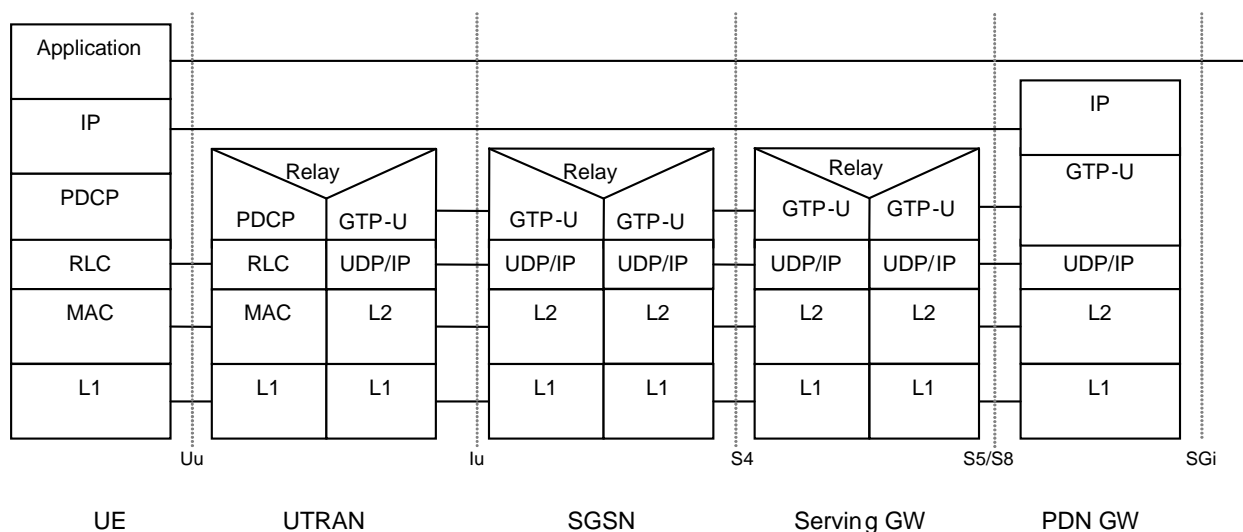 Application
IP
IP
Relay
Relay
Relay
GTP-U
PDCP
PDCP
GTP-U
GTP-U
GTP-U
GTP-U
GTP-U
RLC
RLC
UDP/IP
UDP/IP
UDP/IP
UDP/IP
UDP/IP
UDP/IP
MAC
MAC
L2
L2
L2
L2
L2
L2
L1
L1
L1
L1
L1
L1
L1
L1
Uu
Iu
S4
S5/S8
SGi
UE
UTRAN
SGSN
Serving GW
PDN GW